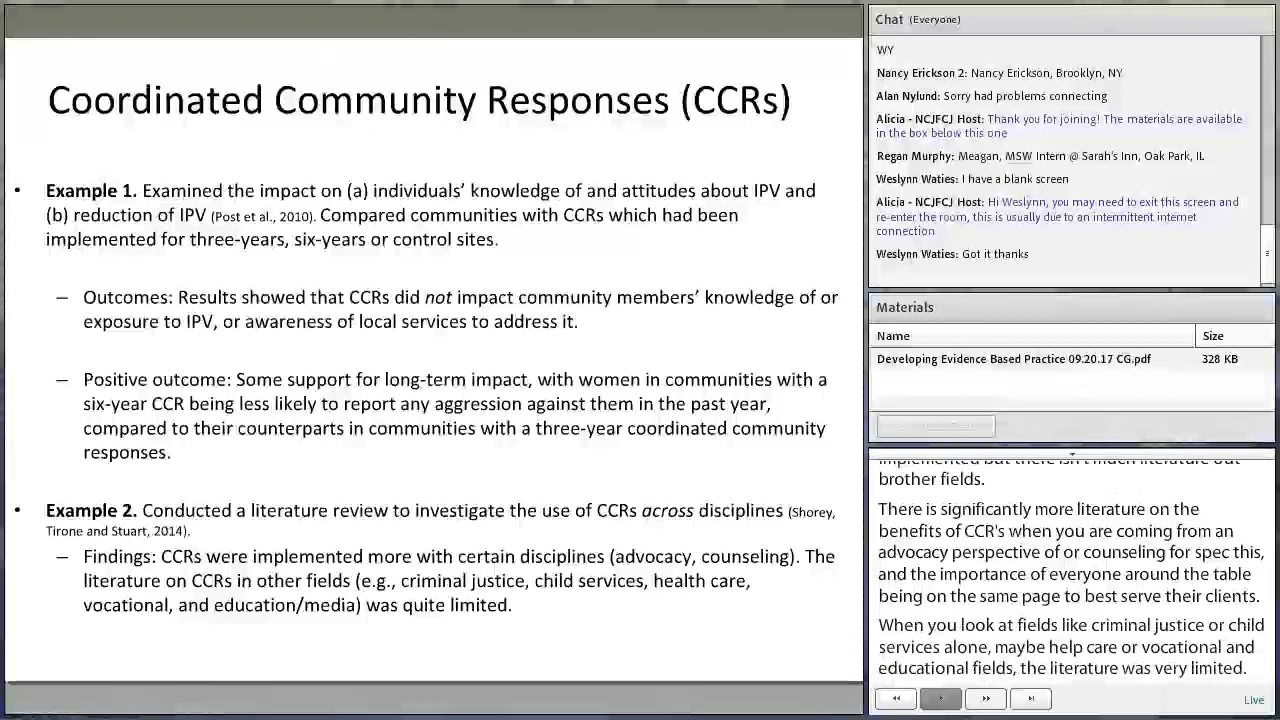 Coordinated Community Responses (CCRs)
• Example 1. Examined the impact on (a) individuals' knowledge of and attitudes about IPV and
(b) reduction of IPV (Post et al., 2010). Compared communities with CCRs which had been
implemented for three-years, six-years or control sites.
– Outcomes: Results showed that CCRs did not impact community members' knowledge of or
exposure to IPV, or awareness of local services to address it.
– Positive outcome: Some support for long-term impact, with women in communities with a
six-year CCR being less likely to report any aggression against them in the past year,
compared to their counterparts in communities with a three-year coordinated community
responses.
• Example 2. Conducted a literature review to investigate the use of CCRs across disciplines (Shorey,
Tirone and Stuart, 2014).
– Findings: CCRs were implemented more with certain disciplines (advocacy, counseling). The
literature on CCRs in other fields (e.g., criminal justice, child services, health care,
vocational, and education/media) was quite limited.
Chat (Everyone)
WY
Nancy Erickson 2: Nancy Erickson, Brooklyn, NY
Alan Nylund: Sorry had problems connecting
Alicia - NCJFCJ Host: Thank you for joining! The materials are available
in the box below this one
Regan Murphy: Meagan, MSW Intern @ Sarah's Inn, Oak Park, IL
Weslynn Waties: I have a blank screen
Alicia - NCJFCJ Host: Hi Weslynn, you may need to exit this screen and
re-enter the room, this is usually due to an intermittent internet
connection
Weslynn Waties: Got it thanks
Materials
Name Size
Developing Evidence Based Practice 09.20.17 CG.pdf 328 KB
implemented but there isn't much literature out
brother fields.
There is significantly more literature on the
benefits of CCR's when you are coming from an
advocacy perspective of or counseling for spec this,
and the importance of everyone around the table
being on the same page to best serve their clients.
When you look at fields like criminal justice or child
services alone, maybe help care or vocational and
educational fields, the literature was very limited.
Live